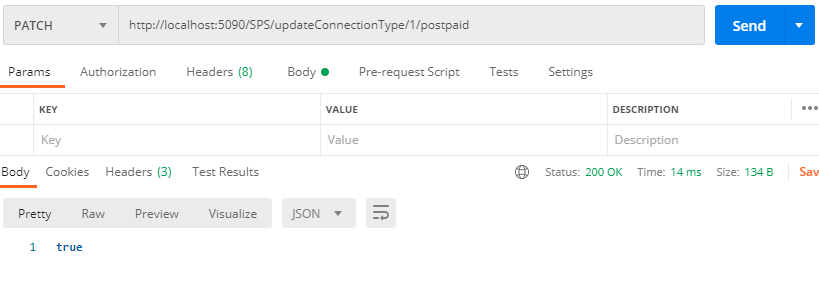 PATCH http://localhost:5090/SPS/updateConnectionType/1/postpaid Send
Params Authorization Headers (8) Body Pre-request Script Tests Settings
KEY VALUE DESCRIPTION
Key Value Description
Body Cookies Headers (3) Test Results Status: 200 OK Time: 14 ms Size: 134 B Sav
Pretty Raw Preview Visualize JSON
1 true